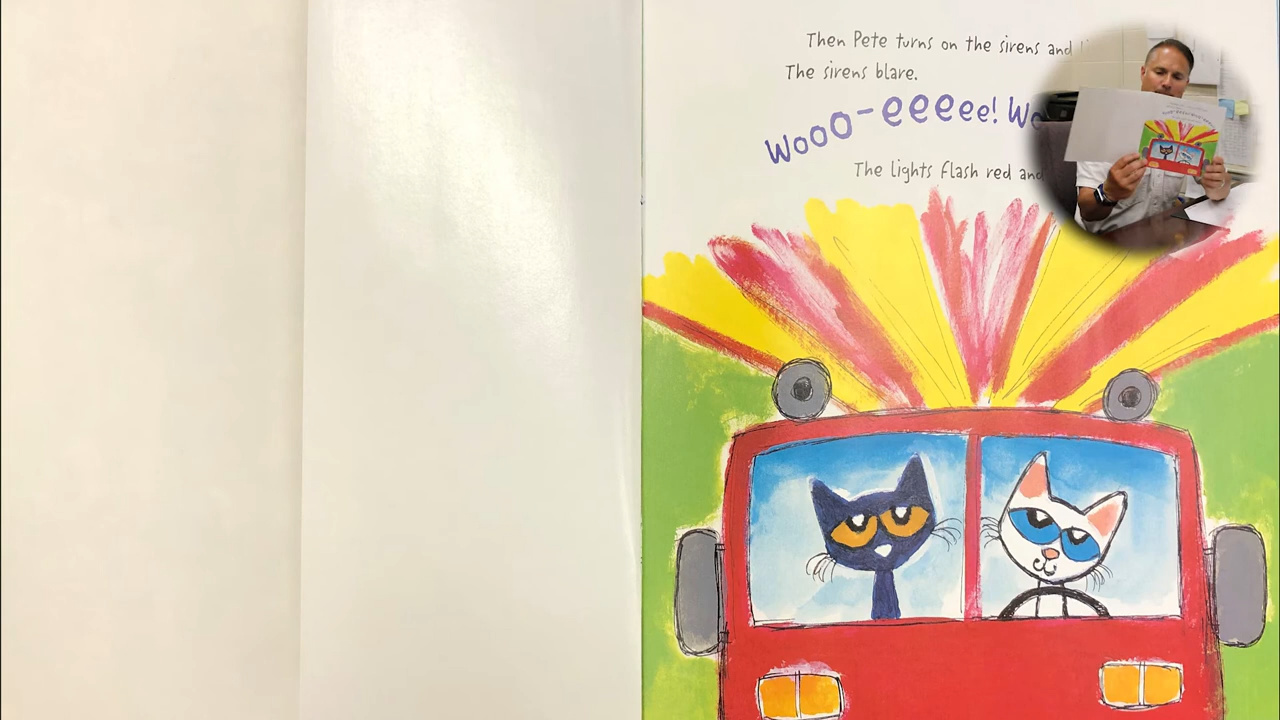 Then Pete turns on the sirens and
The sirens blare.
Wooo-eeeee!
The lights flash red and